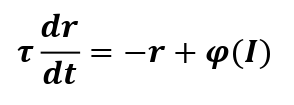 τ dr/dt = −r + φ(I)